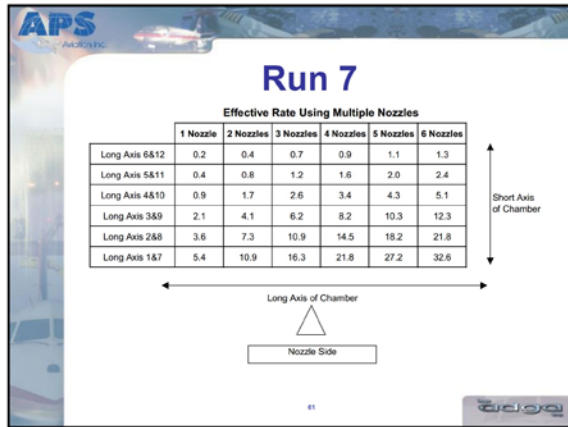 APS
Aviation Inc.
Run 7
Effective Rate Using Multiple Nozzles
1 Nozzle 2 Nozzles 3 Nozzles 4 Nozzles 5 Nozzles 6 Nozzles
Long Axis 6&12 0.2 0.4 0.7 0.9 1.1 1.3
Long Axis 5&11 0.4 0.8 1.2 1.6 2.0 2.4
Long Axis 4&10 0.9 1.7 2.6 3.4 4.3 5.1
Long Axis 3&9 2.1 4.1 6.2 8.2 10.3 12.3
Long Axis 2&8 3.6 7.3 10.9 14.5 18.2 21.8
Long Axis 1&7 5.4 10.9 16.3 21.8 27.2 32.6
Short Axis
of Chamber
Long Axis of Chamber
Nozzle Side
61
adga